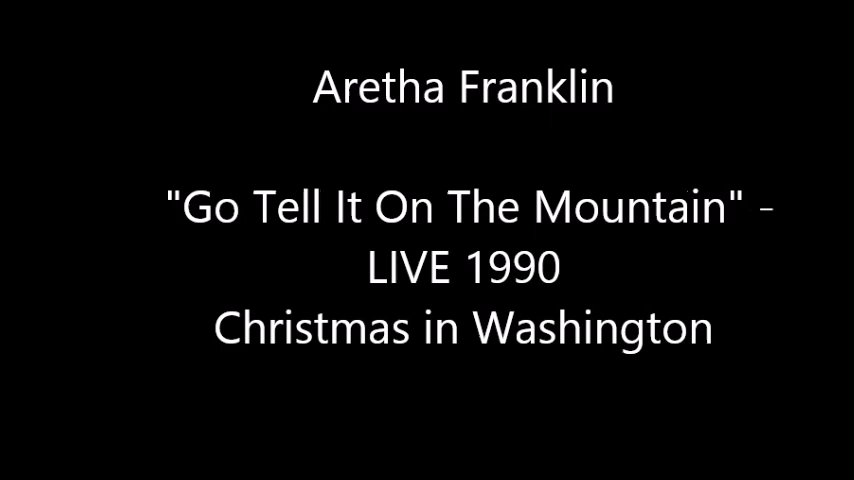 Aretha Franklin
"Go Tell It On The Mountain" -
LIVE 1990
Christmas in Washington